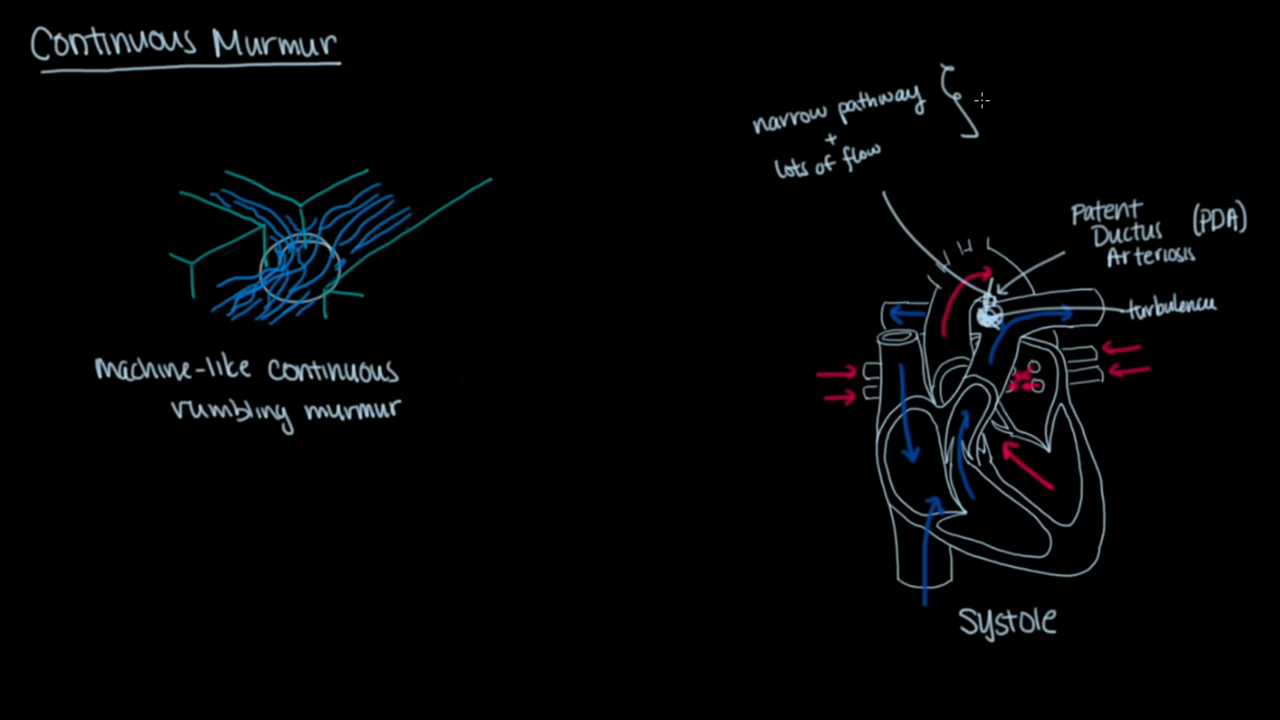 Continuous Murmur
narrow pathway
+
lots of flow
Patent
Ductus (PDA)
Arteriosis
turbulence
machine-like continuous
rumbling murmur
Systole